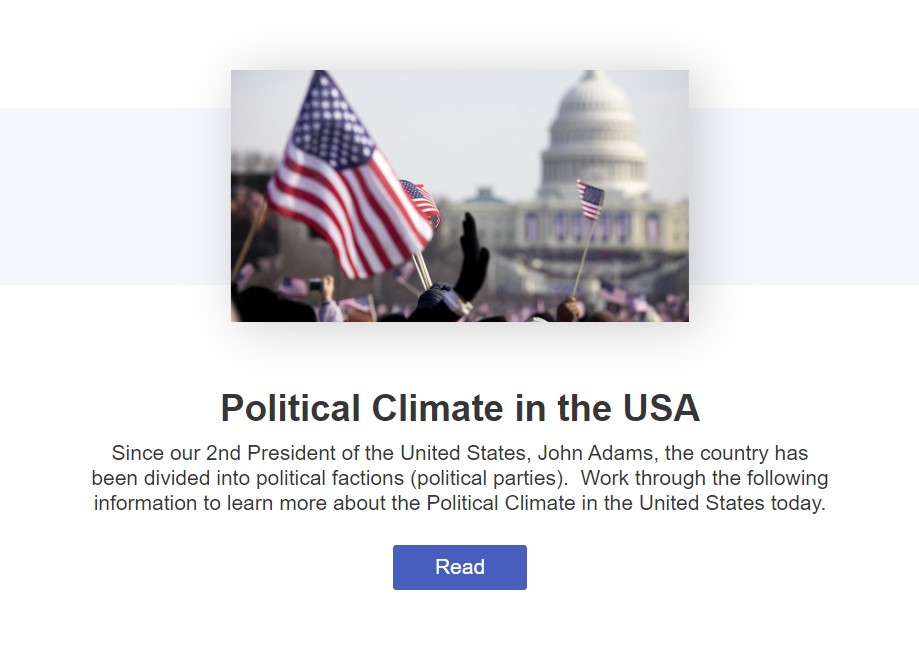 Political Climate in the USA
Since our 2nd President of the United States, John Adams, the country has
been divided into political factions (political parties).  Work through the following
information to learn more about the Political Climate in the United States today.
Read